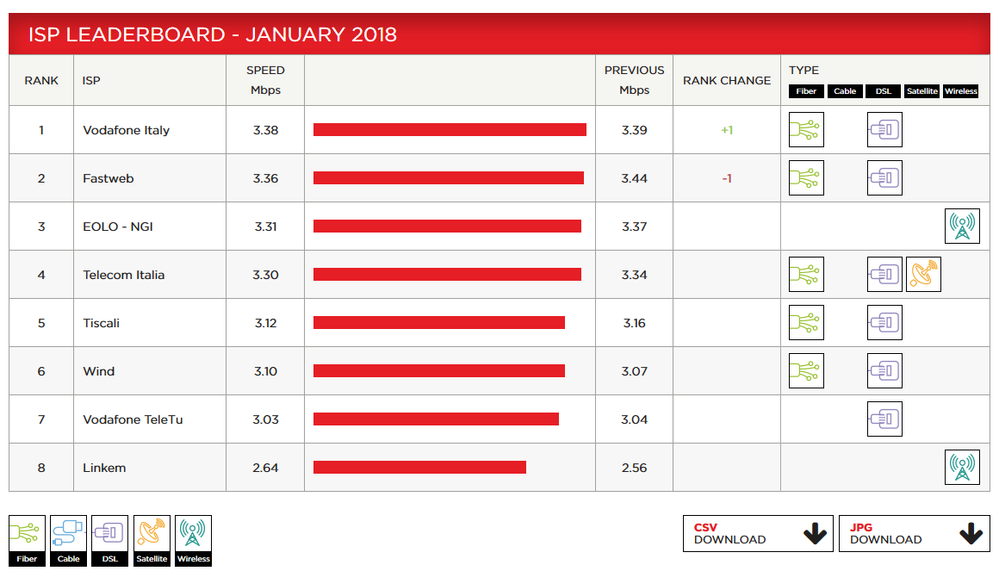 ISP LEADERBOARD - JANUARY 2018
RANK ISP SPEED Mbps PREVIOUS Mbps RANK CHANGE TYPE
Fiber Cable DSL Satellite Wireless
1 Vodafone Italy 3.38 3.39 +1
2 Fastweb 3.36 3.44 -1
3 EOLO - NGI 3.31 3.37
4 Telecom Italia 3.30 3.34
5 Tiscali 3.12 3.16
6 Wind 3.10 3.07
7 Vodafone TeleTu 3.03 3.04
8 Linkem 2.64 2.56
Fiber Cable DSL Satellite Wireless
CSV
DOWNLOAD
JPG
DOWNLOAD